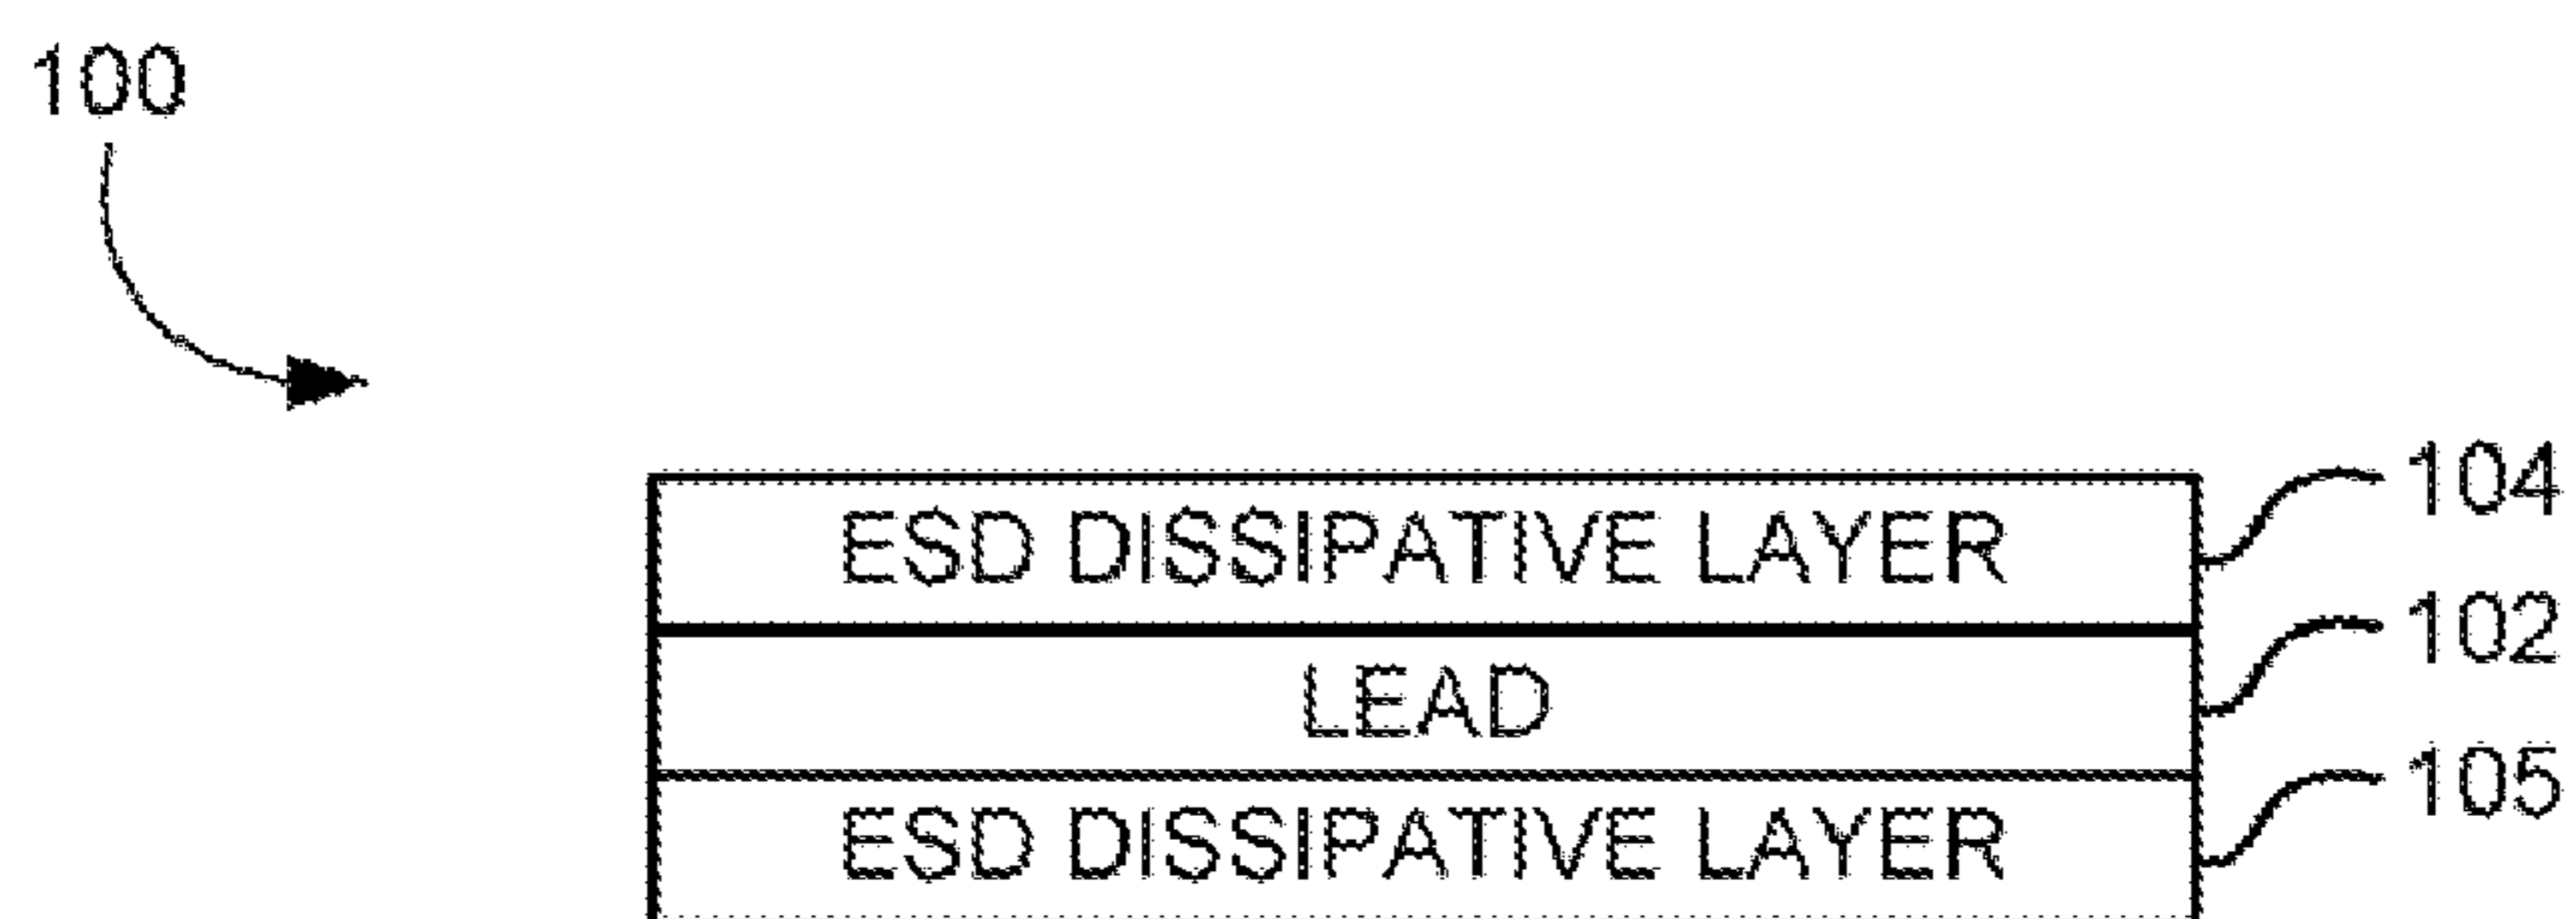 100
ESD DISSIPATIVE LAYER 104
LEAD 102
ESD DISSIPATIVE LAYER 105